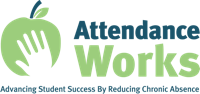 Attendance
Works
Advancing Student Success By Reducing Chronic Absence